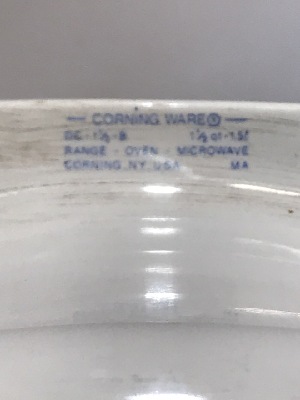 CORNING WARE®
DC-1½-B 1½ qt-1.5ℓ
RANGE - OVEN - MICROWAVE
CORNING, NY USA MA